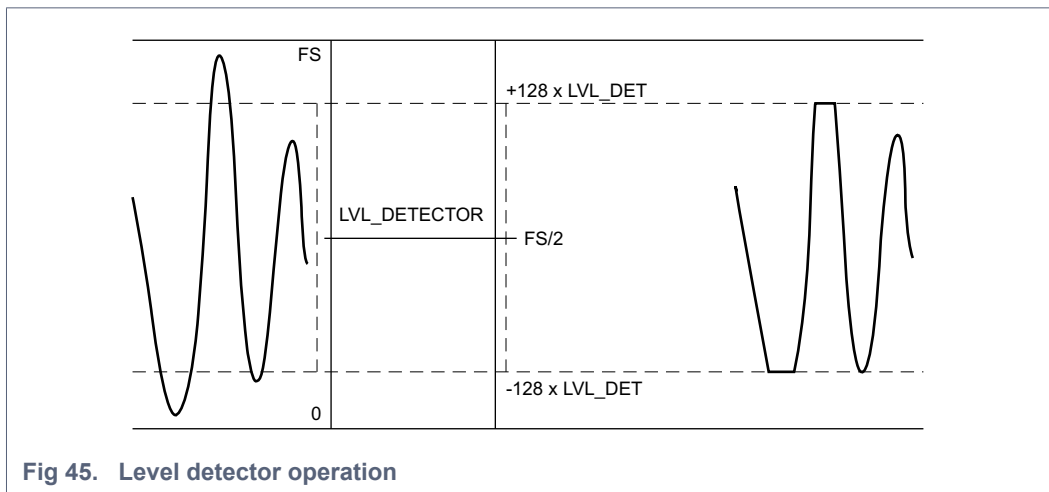 FS
+128 x LVL_DET
LVL_DETECTOR
FS/2
-128 x LVL_DET
0
Fig 45. Level detector operation